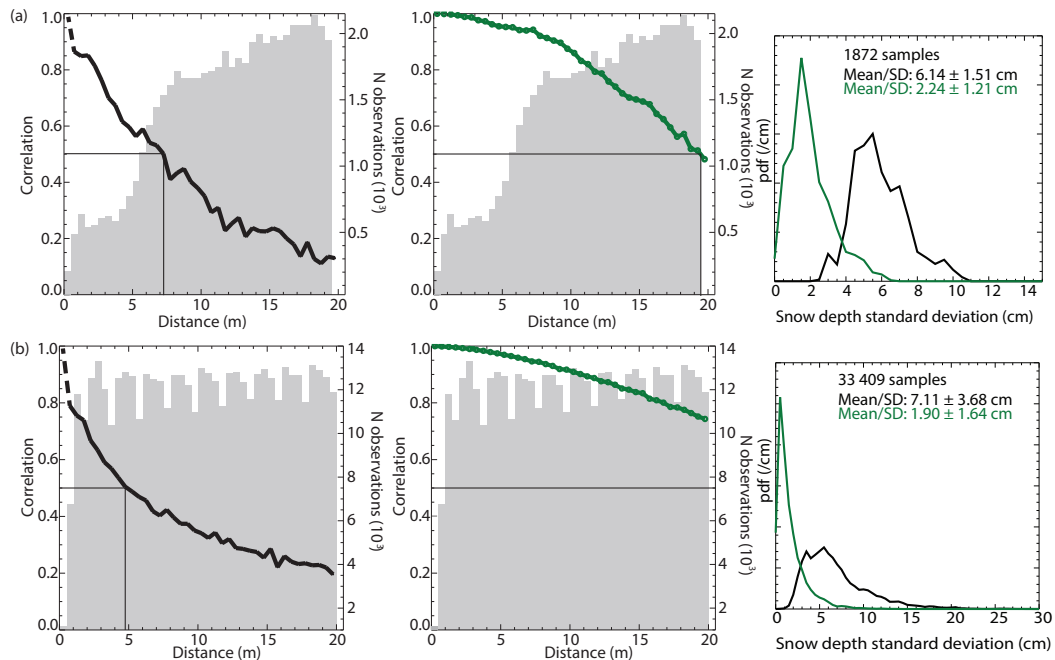 (a)
1.0
0.8
0.6
0.4
0.2
0.0
Correlation
0 5 10 15 20
Distance (m)
2.0
1.5
1.0
0.5
N observations (10³)
1.0
0.8
0.6
0.4
0.2
0.0
Correlation
0 5 10 15 20
Distance (m)
2.0
1.5
1.0
0.5
N observations (10³)
pdf (/cm)
1872 samples
Mean/SD: 6.14 ± 1.51 cm
Mean/SD: 2.24 ± 1.21 cm
0 2 4 6 8 10 12 14
Snow depth standard deviation (cm)
(b)
1.0
0.8
0.6
0.4
0.2
0.0
Correlation
0 5 10 15 20
Distance (m)
14
12
10
8
6
4
2
N observations (10³)
1.0
0.8
0.6
0.4
0.2
0.0
Correlation
0 5 10 15 20
Distance (m)
14
12
10
8
6
4
2
N observations (10³)
pdf (/cm)
33 409 samples
Mean/SD: 7.11 ± 3.68 cm
Mean/SD: 1.90 ± 1.64 cm
0 5 10 15 20 25 30
Snow depth standard deviation (cm)